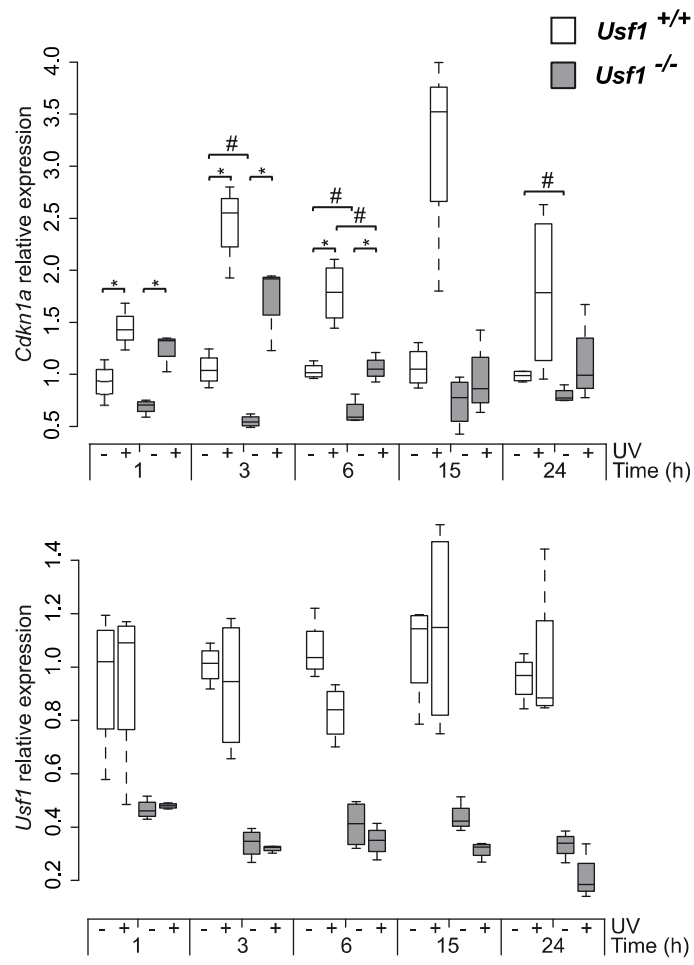 Usf1 +/+
Usf1 -/-
Cdkn1a relative expression
4.0
3.5
3.0
2.5
2.0
1.5
1.0
0.5
* * # * * # # * * #
- + - + - + - + - + - + - + - + - + - + UV
1 3 6 15 24 Time (h)
Usf1 relative expression
1.4
1.2
1.0
0.8
0.6
0.4
0.2
- + - + - + - + - + - + - + - + - + - + UV
1 3 6 15 24 Time (h)